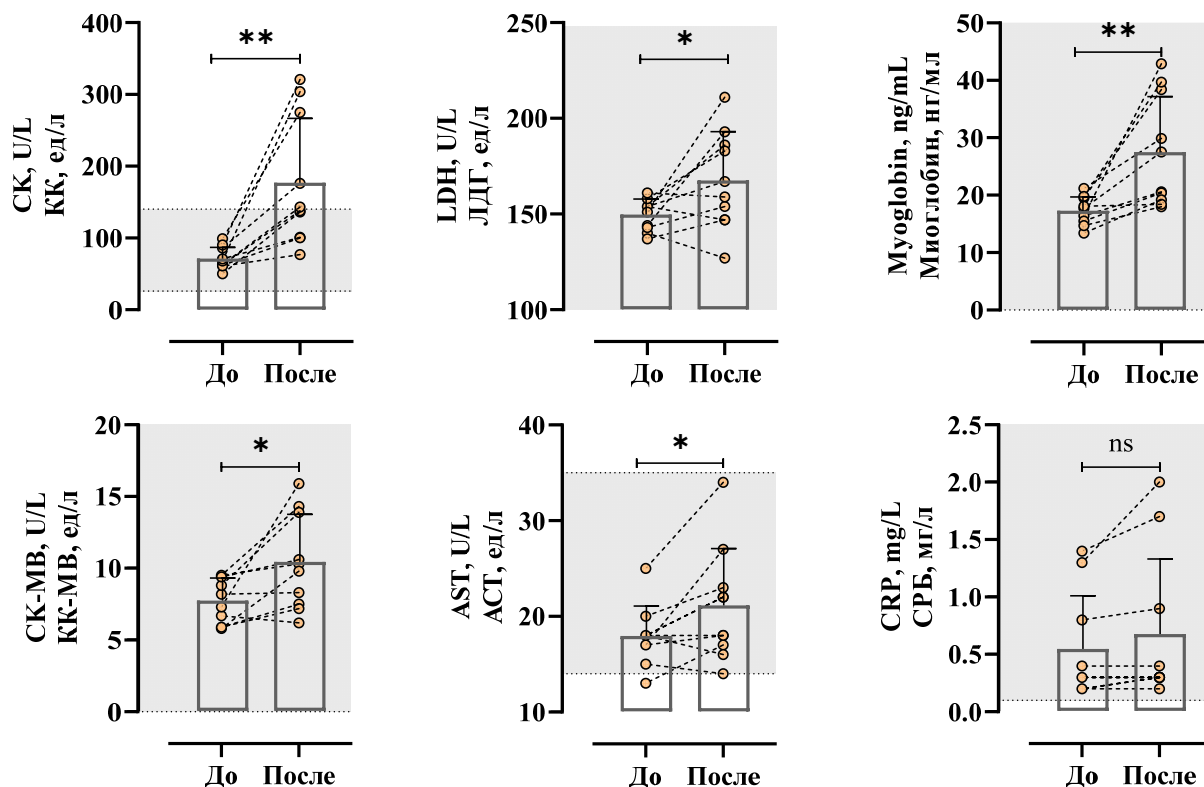 CK, U/L
КК, ед/л
400
300
200
100
0
**
До После
LDH, U/L
ЛДГ, ед/л
250
200
150
100
*
До После
Myoglobin, ng/mL
Миоглобин, нг/мл
50
40
30
20
10
0
**
До После
CK-MB, U/L
КК-МВ, ед/л
20
15
10
5
0
*
До После
AST, U/L
АСТ, ед/л
40
30
20
10
*
До После
CRP, mg/L
СРБ, мг/л
2.5
2.0
1.5
1.0
0.5
0.0
ns
До После